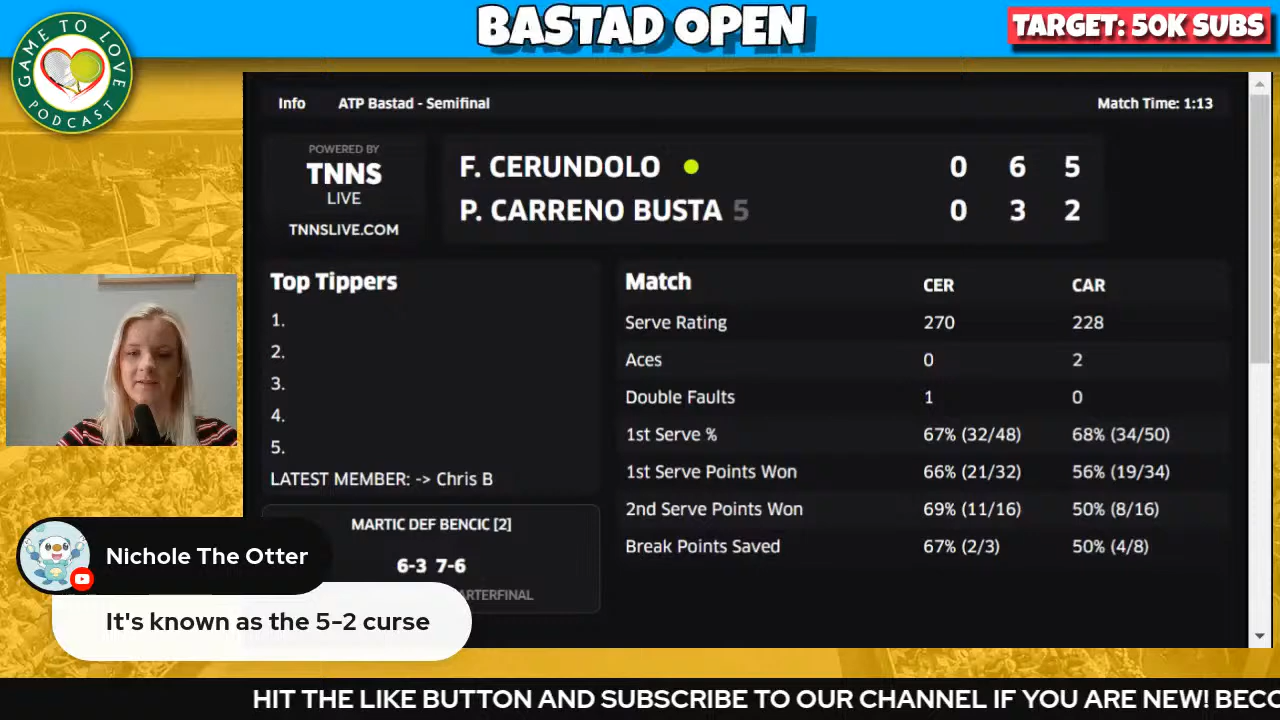 BASTAD OPEN
TARGET: 50K SUBS
GAME TO LOVE
PODCAST
Info
ATP Bastad - Semifinal
Match Time: 1:13
POWERED BY
TNNS
LIVE
TNNSLIVE.COM
F. CERUNDOLO 0 6 5
P. CARRENO BUSTA 5 0 3 2
Top Tippers
1.
2.
3.
4.
5.
LATEST MEMBER: -> Chris B
MARTIC DEF BENCIC [2]
6-3 7-6
ARTERFINAL
Match CER CAR
Serve Rating 270 228
Aces 0 2
Double Faults 1 0
1st Serve % 67% (32/48) 68% (34/50)
1st Serve Points Won 66% (21/32) 56% (19/34)
2nd Serve Points Won 69% (11/16) 50% (8/16)
Break Points Saved 67% (2/3) 50% (4/8)
Nichole The Otter
It's known as the 5-2 curse
HIT THE LIKE BUTTON AND SUBSCRIBE TO OUR CHANNEL IF YOU ARE NEW! BECO